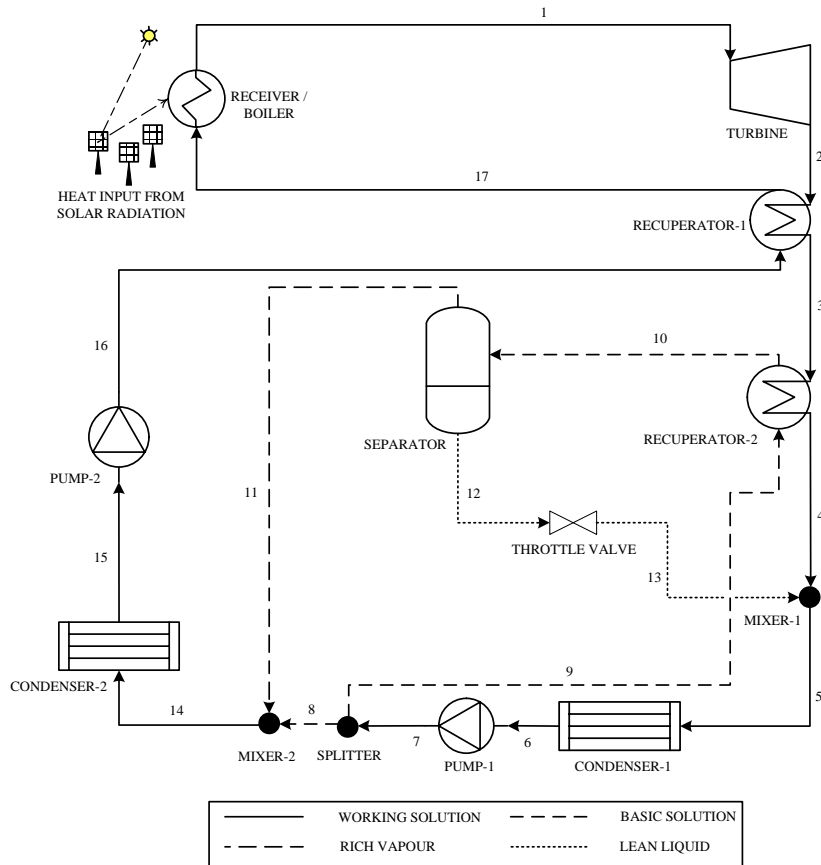 1
RECEIVER /
BOILER
TURBINE
2
HEAT INPUT FROM
SOLAR RADIATION
17
RECUPERATOR-1
3
16
10
SEPARATOR
RECUPERATOR-2
PUMP-2
11
12
4
THROTTLE VALVE
15
13
MIXER-1
CONDENSER-2
9
5
14
8
7
6
MIXER-2
SPLITTER
PUMP-1
CONDENSER-1
WORKING SOLUTION
BASIC SOLUTION
RICH VAPOUR
LEAN LIQUID